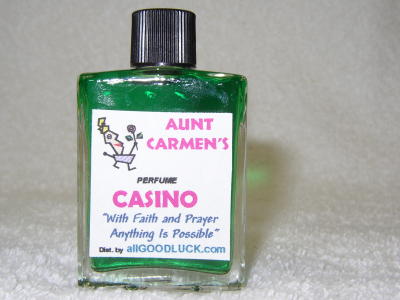 AUNT
CARMEN'S
PERFUME
CASINO
"With Faith and Prayer
Anything Is Possible"
Dist. by allGOODLUCK.com